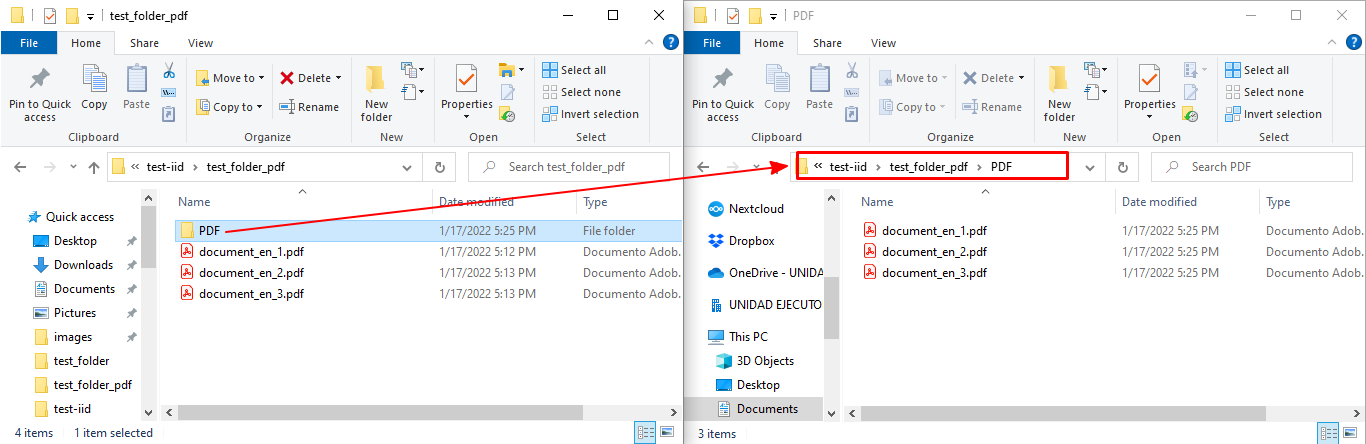 test_folder_pdf
File Home Share View
Pin to Quick access
Copy
Paste
Clipboard
Move to
Copy to
Delete
Rename
Organize
New folder
New
Properties
Open
Select all
Select none
Invert selection
Select
« test-iid › test_folder_pdf
Search test_folder_pdf
Quick access
Desktop
Downloads
Documents
Pictures
images
test_folder
test_folder_pdf
test-iid
Name Date modified Type
PDF 1/17/2022 5:25 PM File folder
document_en_1.pdf 1/17/2022 5:12 PM Documento Adob.
document_en_2.pdf 1/17/2022 5:13 PM Documento Adob.
document_en_3.pdf 1/17/2022 5:13 PM Documento Adob.
4 items 1 item selected
PDF
File Home Share View
Pin to Quick access
Copy
Paste
Clipboard
Move to
Copy to
Delete
Rename
Organize
New folder
New
Properties
Open
Select all
Select none
Invert selection
Select
« test-iid › test_folder_pdf › PDF
Search PDF
Nextcloud
Dropbox
OneDrive - UNIDA
UNIDAD EJECUTO
This PC
3D Objects
Desktop
Documents
Name Date modified Type
document_en_1.pdf 1/17/2022 5:25 PM Documento Adob.
document_en_2.pdf 1/17/2022 5:25 PM Documento Adob.
document_en_3.pdf 1/17/2022 5:25 PM Documento Adob.
3 items